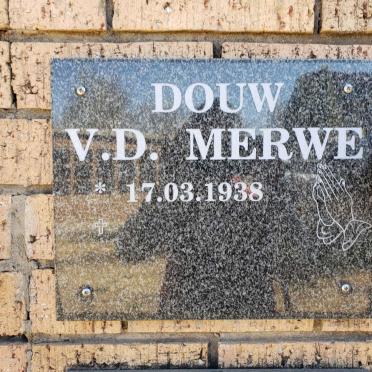 DOUW
V.D. MERWE
* 17.03.1938
†